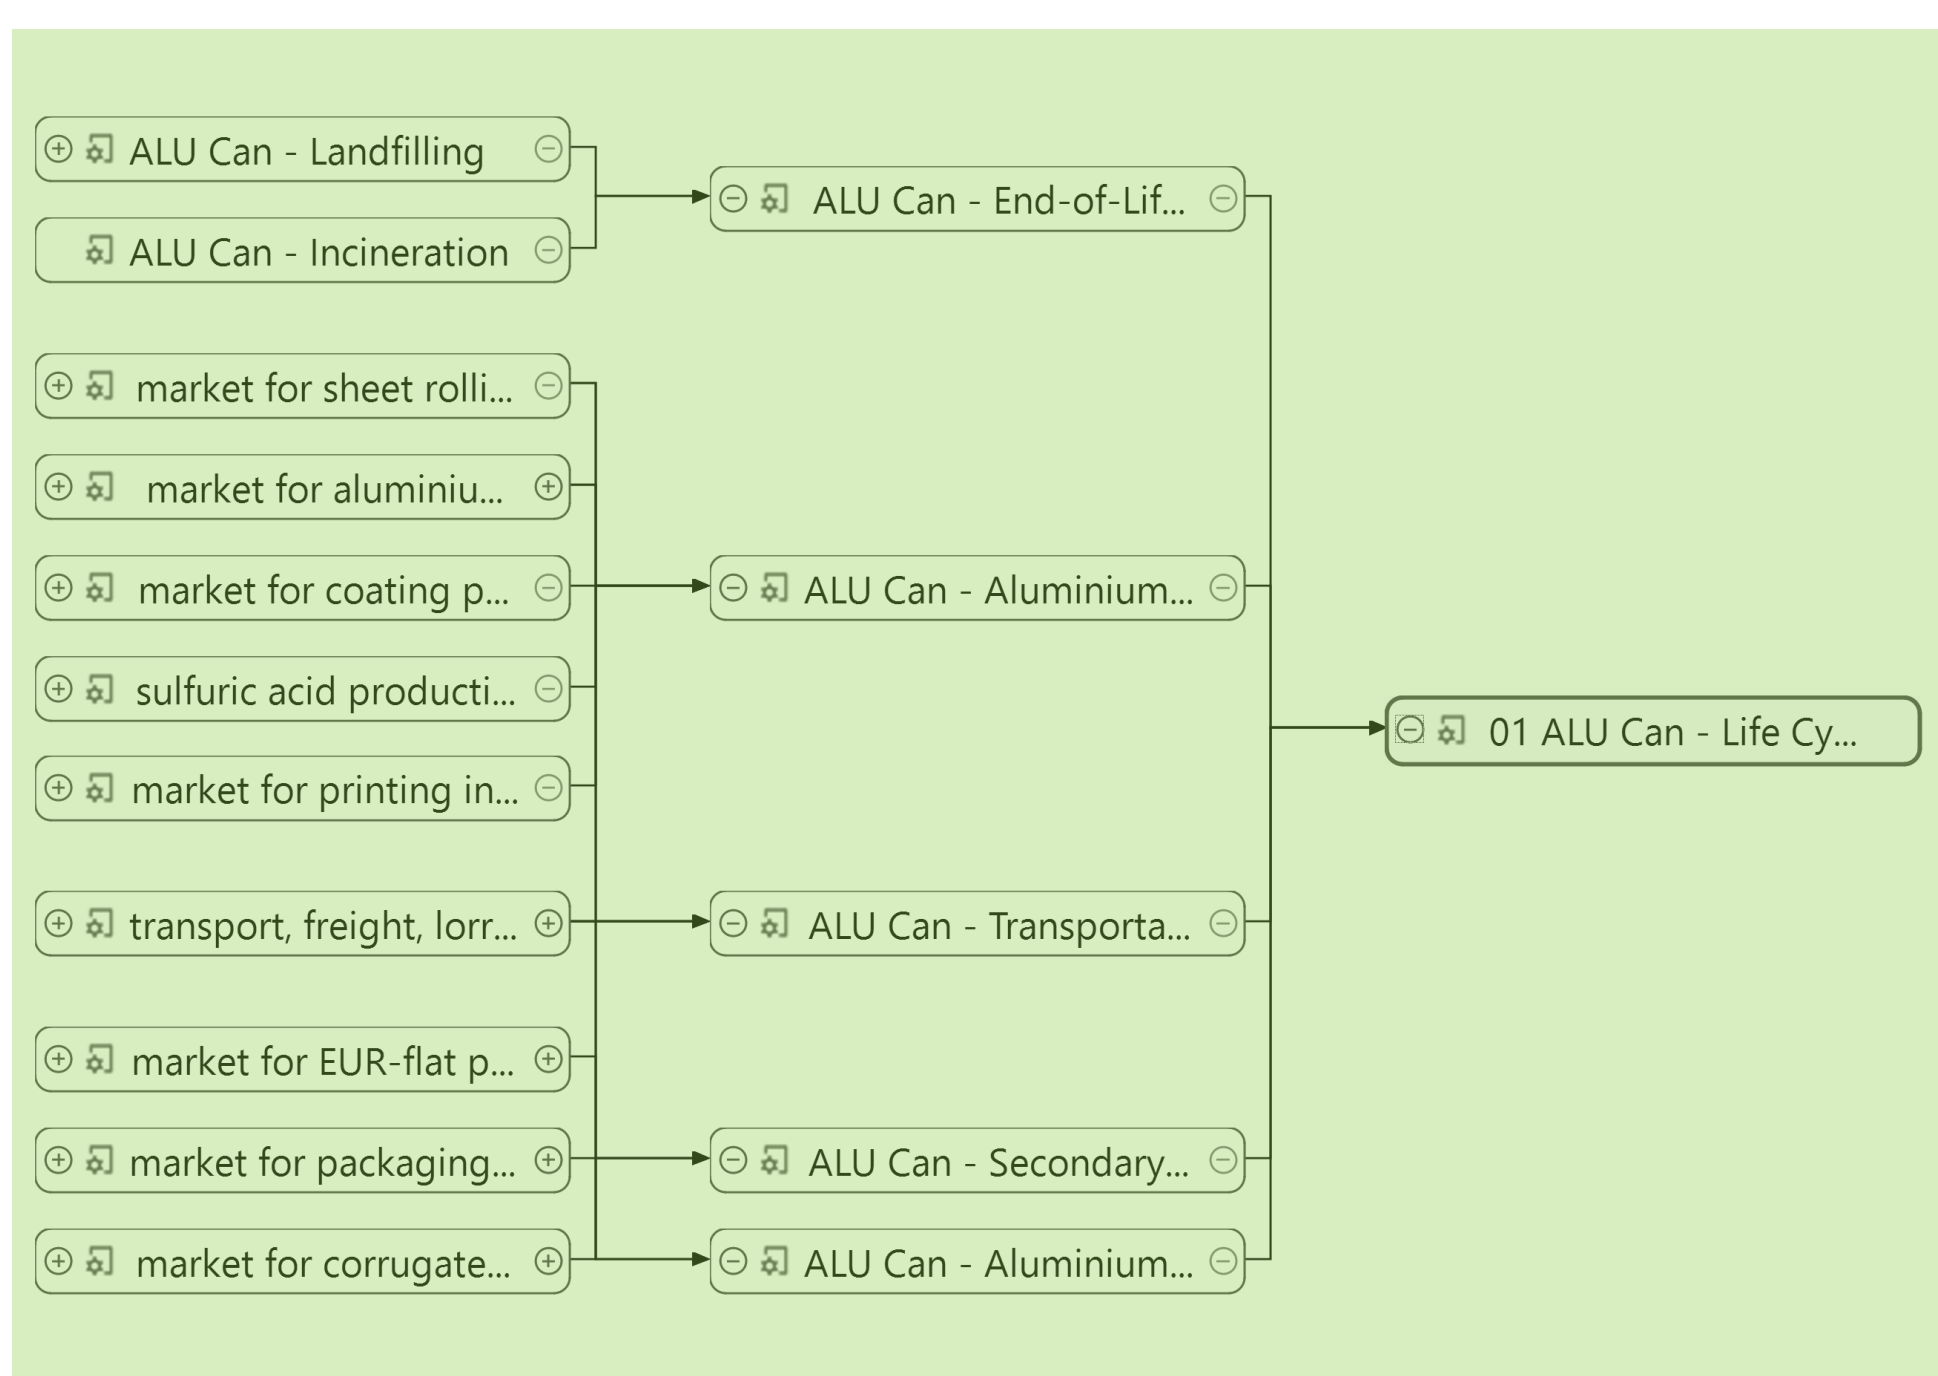 ALU Can - Landfilling
ALU Can - Incineration
market for sheet rolli...
market for aluminiu...
market for coating p...
sulfuric acid producti...
market for printing in...
transport, freight, lorr...
market for EUR-flat p...
market for packaging...
market for corrugate...
ALU Can - End-of-Lif...
ALU Can - Aluminium...
ALU Can - Transporta...
ALU Can - Secondary...
ALU Can - Aluminium...
01 ALU Can - Life Cy...